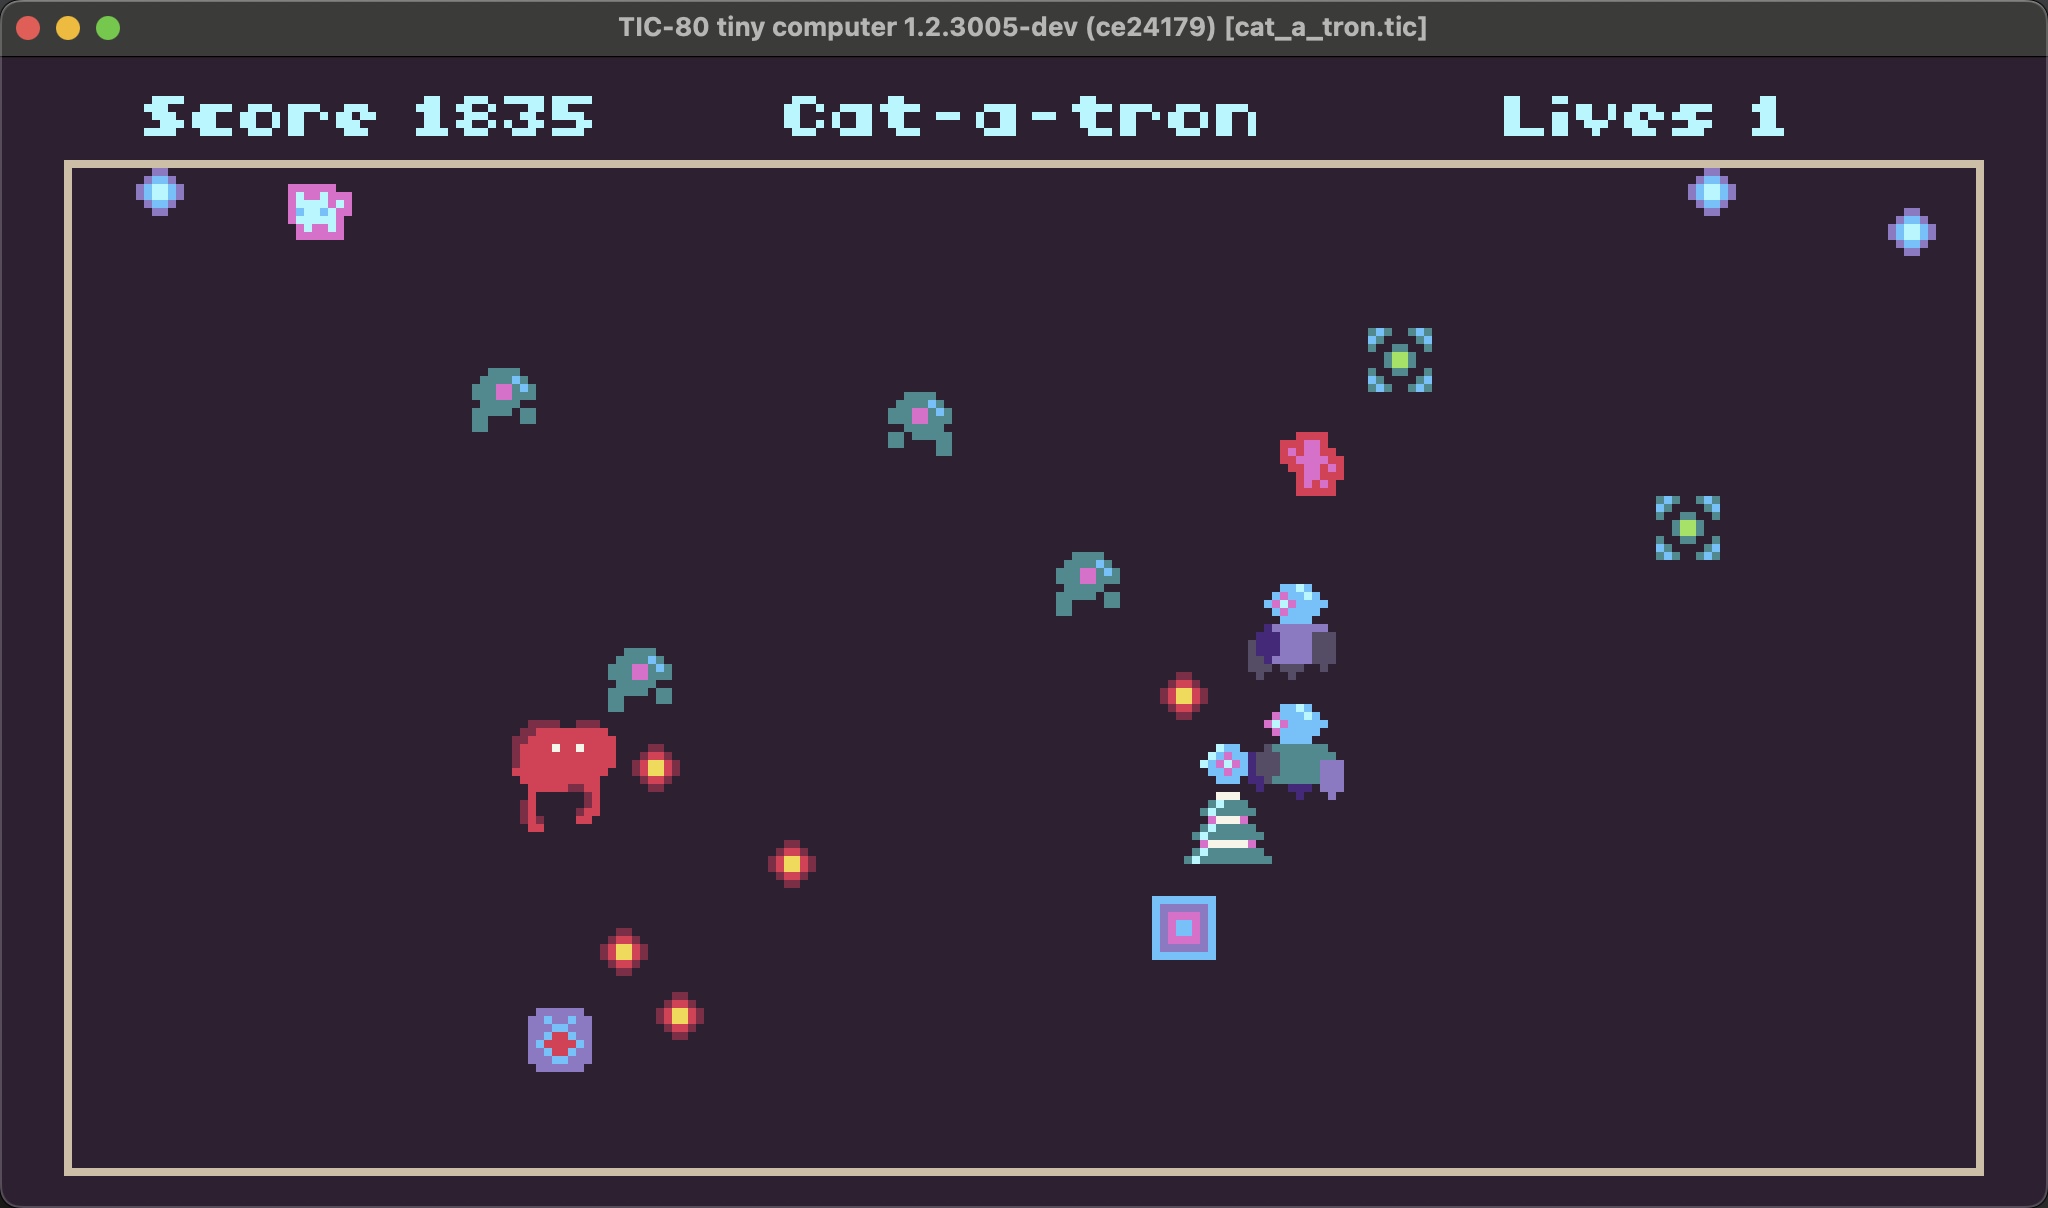 TIC-80 tiny computer 1.2.3005-dev (ce24179) [cat_a_tron.tic]
Score 1835 Cat-a-tron Lives 1